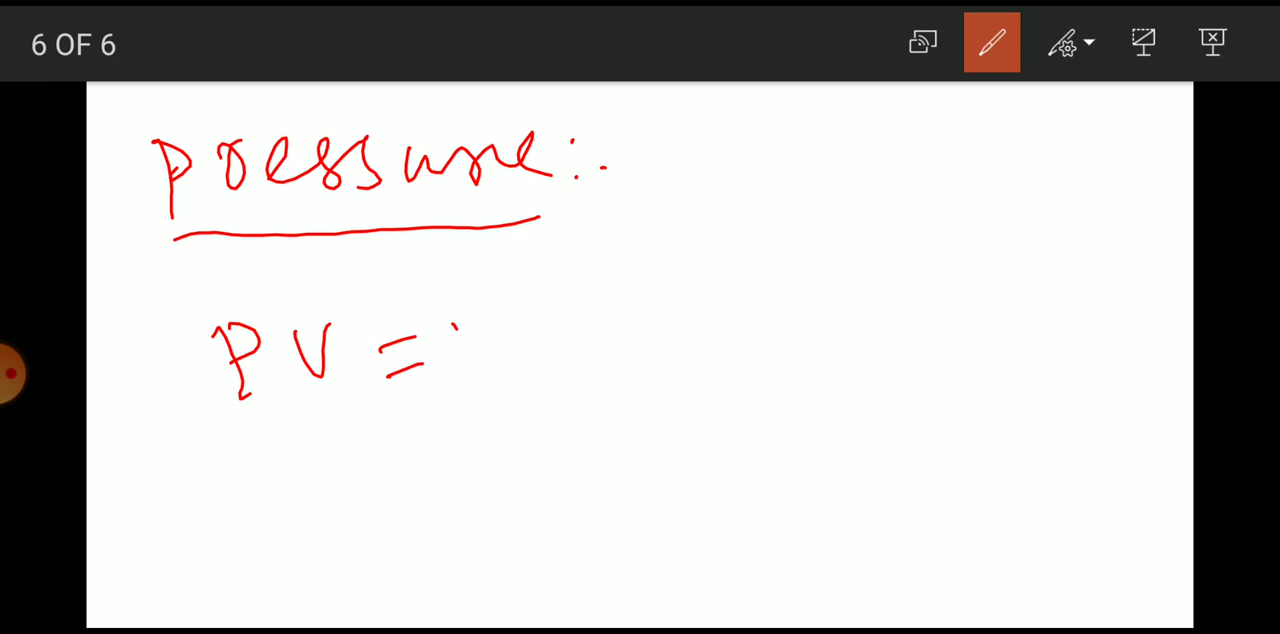 6 OF 6
Pressure :-
PV =